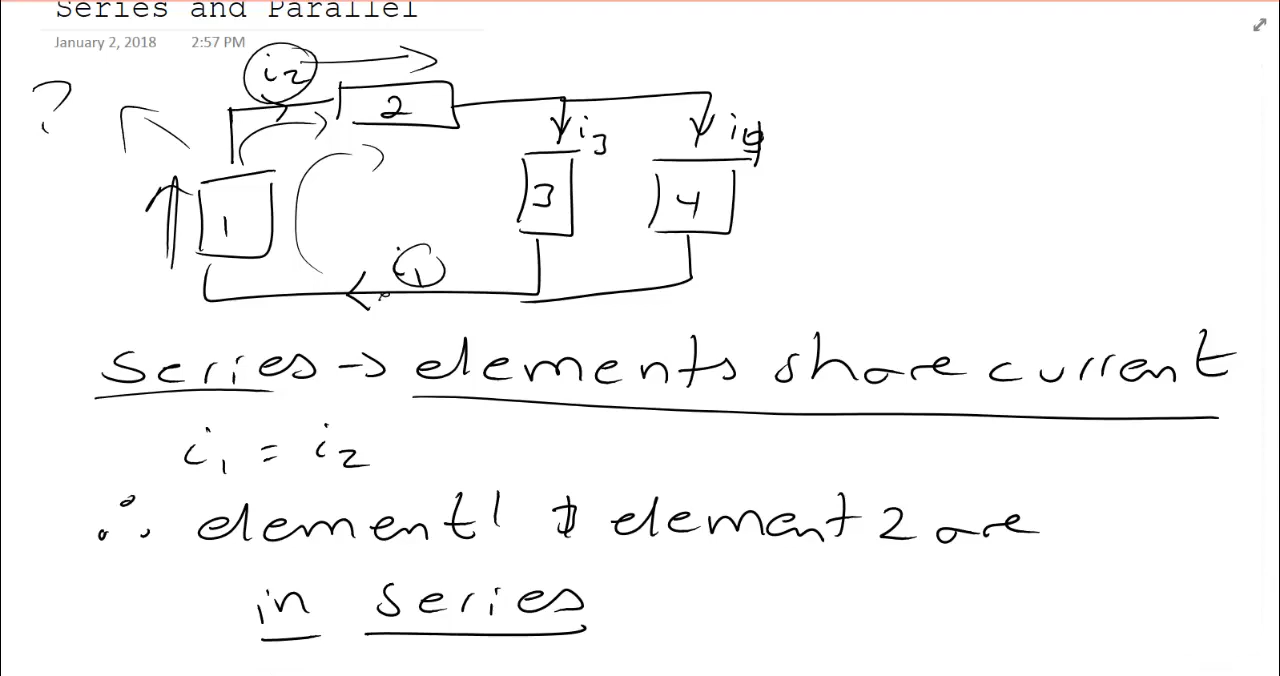 Series and Parallel
January 2, 2018 2:57 PM
?
i2
2
i3
i4
1
3
4
i1
series → elements share current
i1 = i2
∴ element 1 & element 2 are
in series